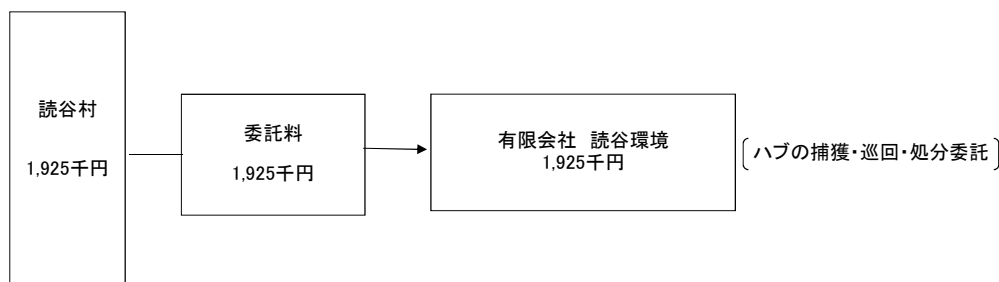 読谷村
1,925千円
委託料
1,925千円
有限会社　読谷環境
1,925千円
ハブの捕獲・巡回・処分委託